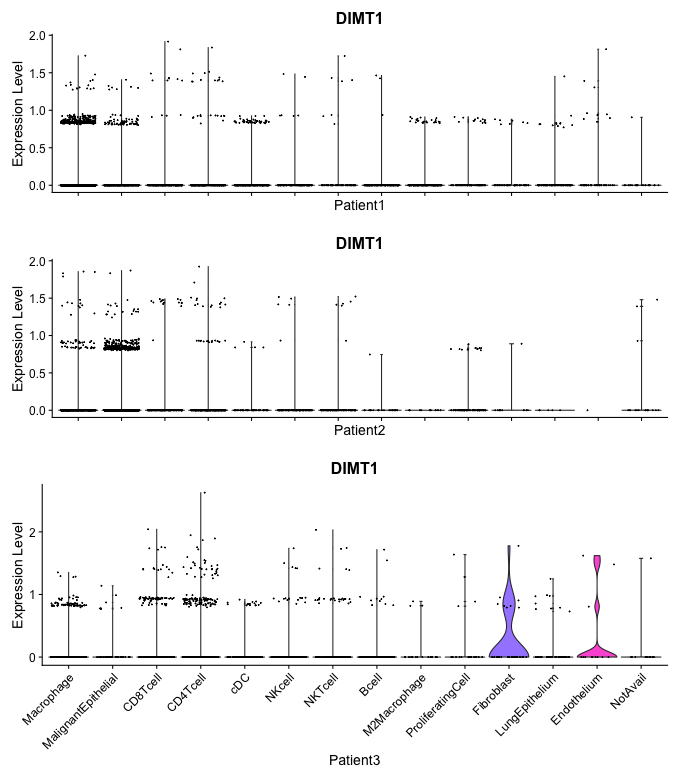 DIMT1
Expression Level
2.0
1.5
1.0
0.5
0.0
Patient1
DIMT1
Expression Level
2.0
1.5
1.0
0.5
0.0
Patient2
DIMT1
Expression Level
2
1
0
Macrophage
MalignantEpithelial
CD8Tcell
CD4Tcell
cDC
NKcell
NKTcell
Bcell
M2Macrophage
ProliferatingCell
Fibroblast
LungEpithelium
Endothelium
NotAvail
Patient3